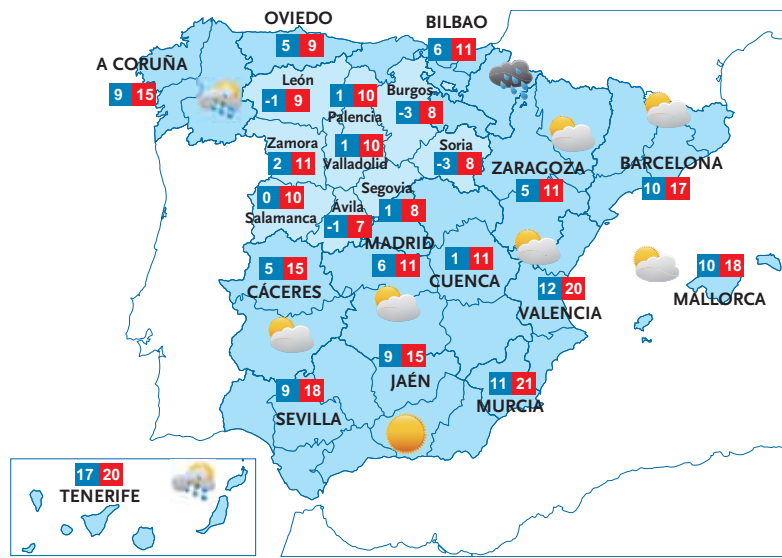 OVIEDO
5 9
BILBAO
6 11
A CORUÑA
9 15
León
-1 9
1 10
Palencia
Burgos
-3 8
Zamora
2 11
1 10
Valladolid
Soria
-3 8
ZARAGOZA
5 11
BARCELONA
10 17
0 10
Salamanca
Ávila
-1 7
Segovia
1 8
MADRID
6 11
1 11
CUENCA
5 15
CÁCERES
12 20
VALENCIA
10 18
MALLORCA
9 15
JAÉN
9 18
SEVILLA
11 21
MURCIA
17 20
TENERIFE